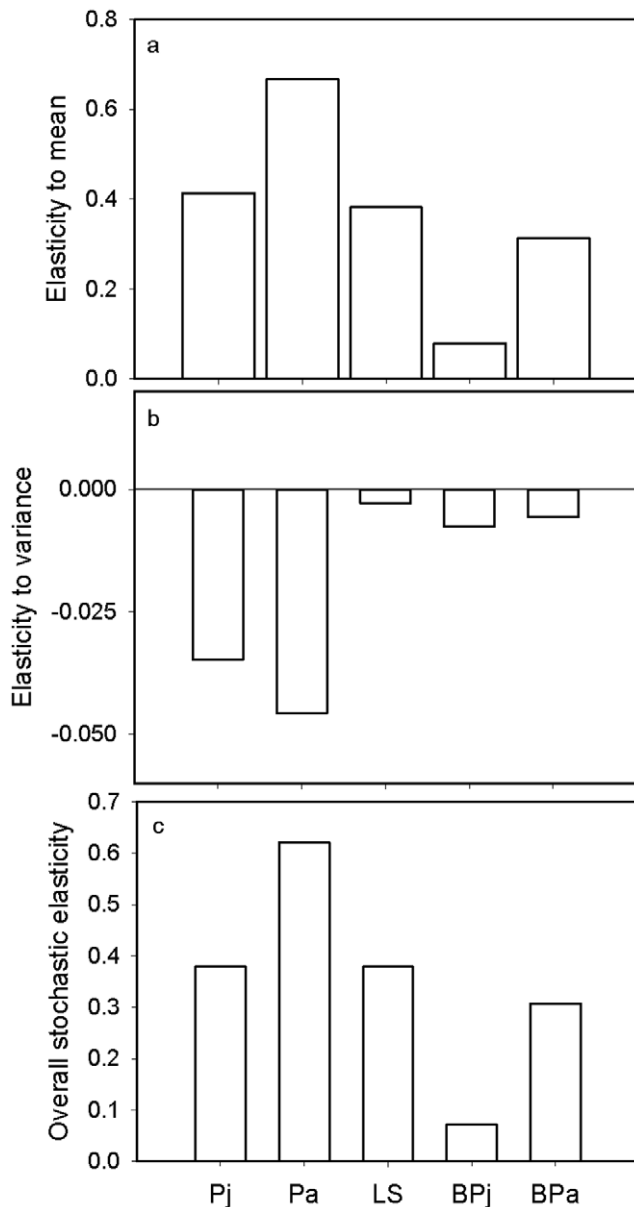 a
Elasticity to mean
0.8
0.6
0.4
0.2
0.0
b
Elasticity to variance
0.000
-0.025
-0.050
c
Overall stochastic elasticity
0.7
0.6
0.5
0.4
0.3
0.2
0.1
0.0
Pj Pa LS BPj BPa